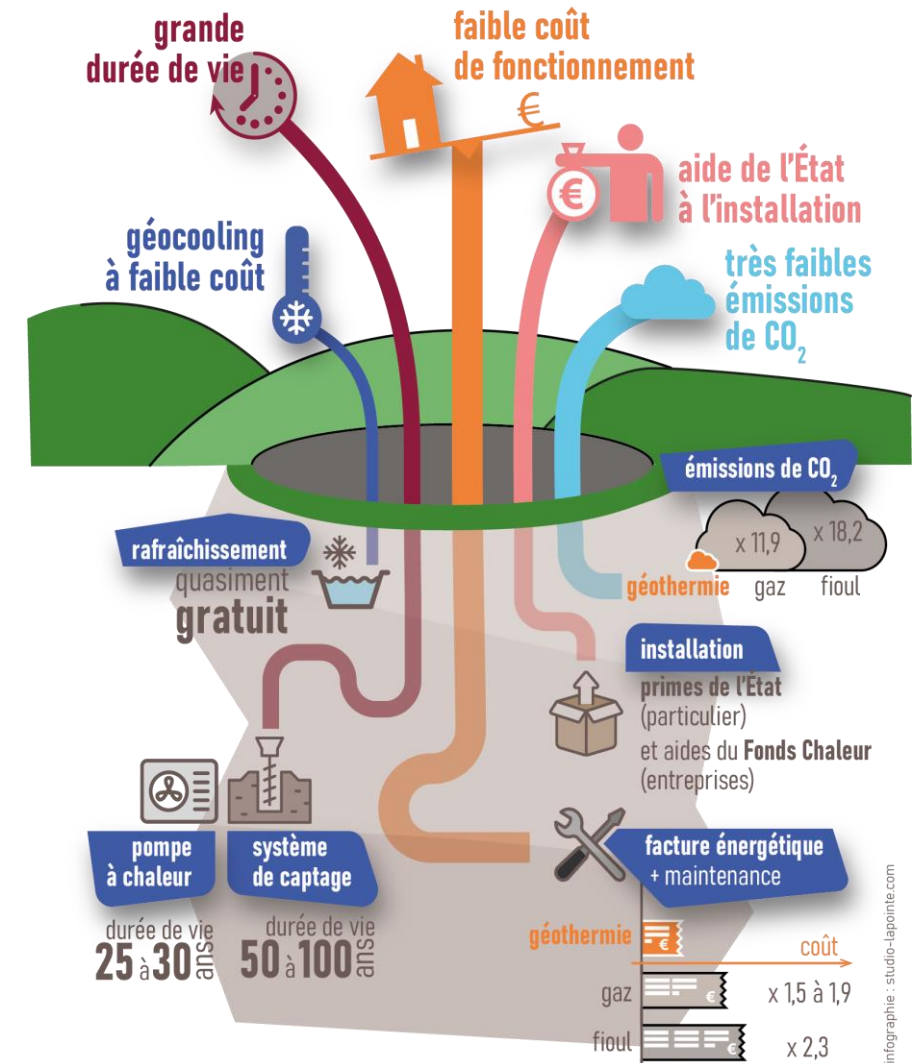 grande
durée de vie
faible coût
de fonctionnement
€
€
aide de l'État
à l'installation
géocooling
à faible coût
très faibles
émissions
de CO₂
émissions de CO₂
x 11,9
x 18,2
géothermie
gaz
fioul
rafraîchissement
quasiment
gratuit
installation
primes de l'État
(particulier)
et aides du Fonds Chaleur
(entreprises)
pompe
à chaleur
durée de vie
25 à 30 ans
système
de captage
durée de vie
50 à 100 ans
facture énergétique
+ maintenance
géothermie
€
coût
gaz
€
x 1,5 à 1,9
fioul
€
x 2,3
infographie : studio-lapointe.com